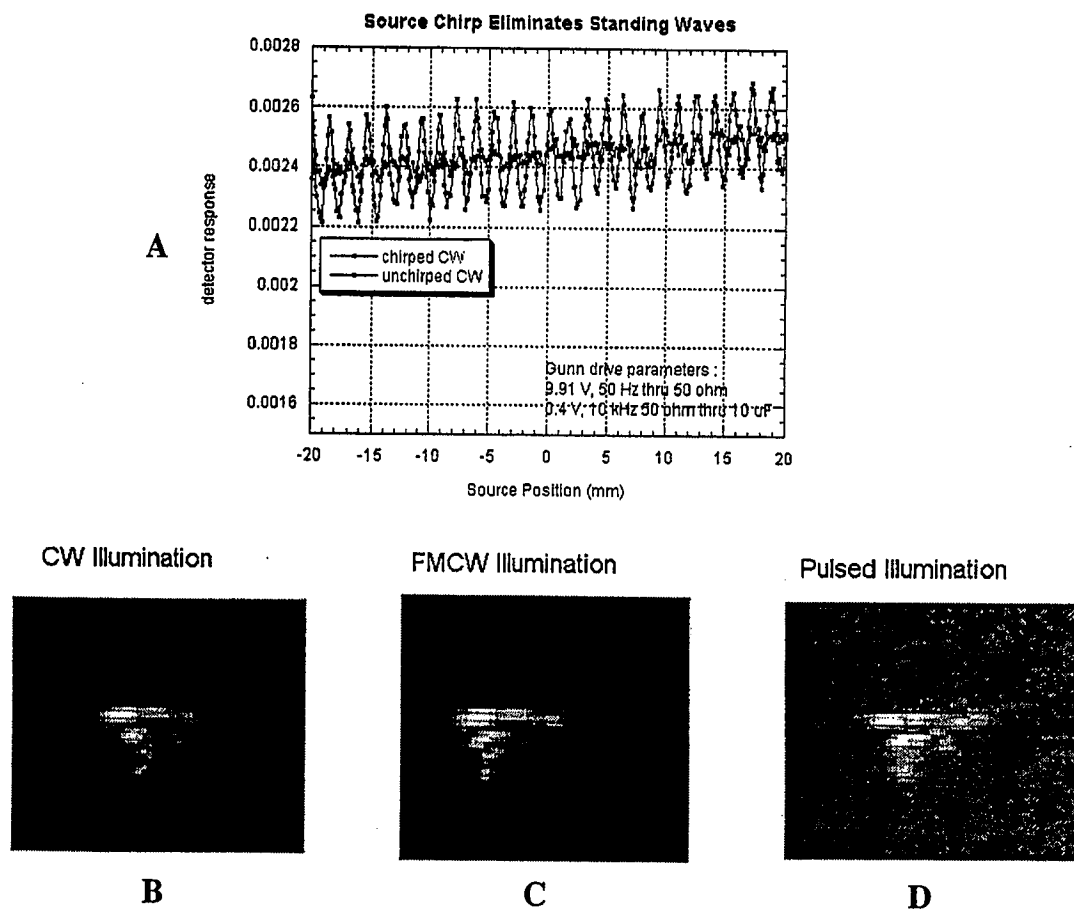 Source Chirp Eliminates Standing Waves
0.0028
0.0026
0.0024
0.0022
0.002
0.0018
0.0016
detector response
A
chirped CW
unchirped CW
Gunn drive parameters :
9.91 V, 50 Hz thru 50 ohm
0.4 V, 10 kHz 50 ohm thru 10 uF
-20 -15 -10 -5 0 5 10 15 20
Source Position (mm)
CW Illumination
FMCW Illumination
Pulsed Illumination
B
C
D